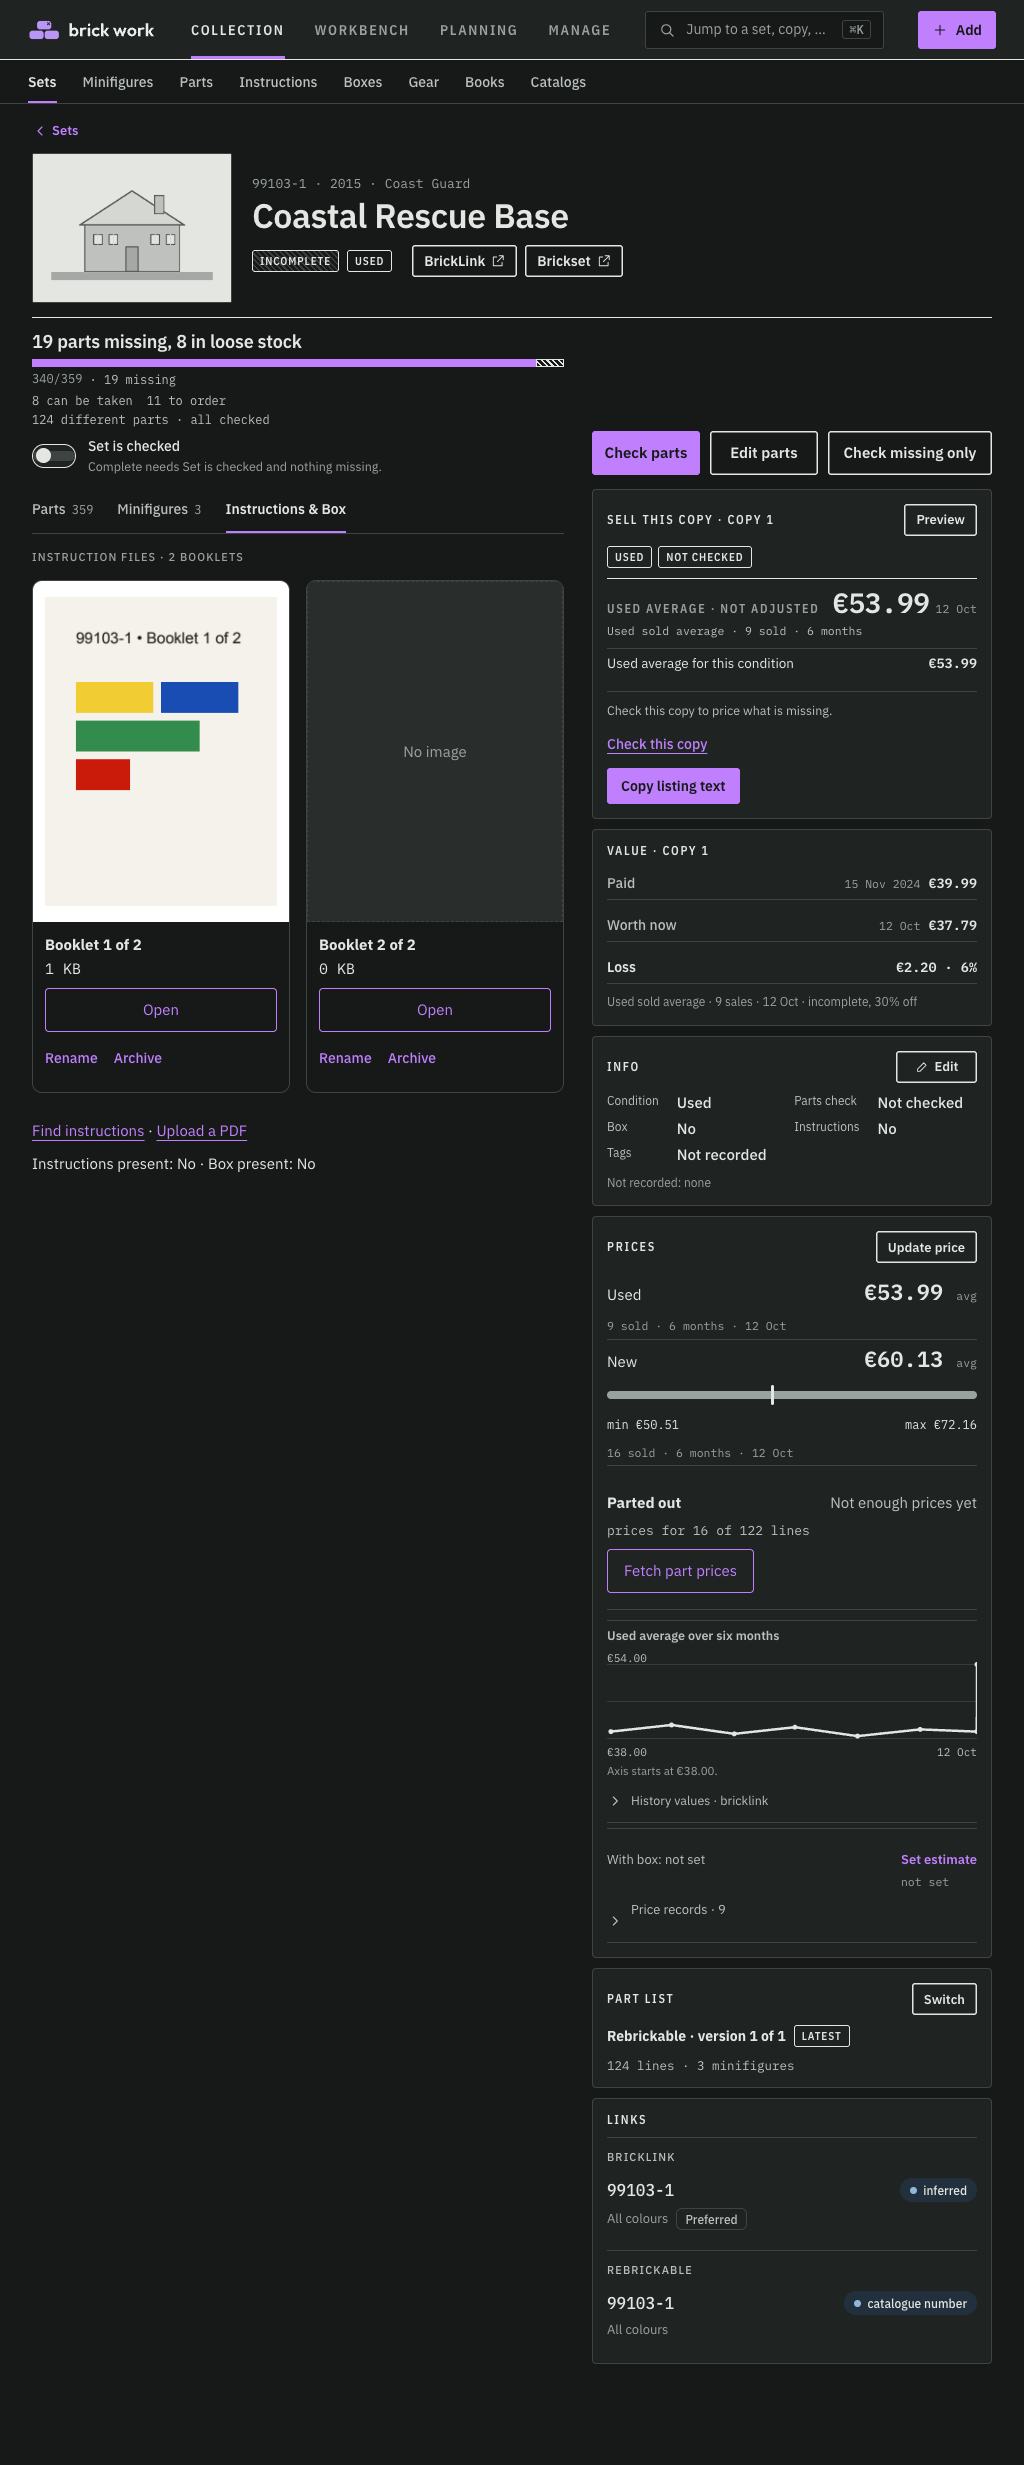 brick work
COLLECTION
WORKBENCH
PLANNING
MANAGE
Jump to a set, copy, ...
⌘K
Add
Sets
Minifigures
Parts
Instructions
Boxes
Gear
Books
Catalogs
Sets
99103-1 · 2015 · Coast Guard
Coastal Rescue Base
INCOMPLETE
USED
BrickLink
Brickset
19 parts missing, 8 in loose stock
340/359 · 19 missing
8 can be taken 11 to order
124 different parts · all checked
Set is checked
Complete needs Set is checked and nothing missing.
Parts 359
Minifigures 3
Instructions & Box
INSTRUCTION FILES · 2 BOOKLETS
99103-1 • Booklet 1 of 2
Booklet 1 of 2
1 KB
Open
Rename
Archive
No image
Booklet 2 of 2
0 KB
Open
Rename
Archive
Find instructions · Upload a PDF
Instructions present: No · Box present: No
Check parts
Edit parts
Check missing only
SELL THIS COPY · COPY 1
Preview
USED
NOT CHECKED
USED AVERAGE · NOT ADJUSTED
€53.99 12 Oct
Used sold average · 9 sold · 6 months
Used average for this condition
€53.99
Check this copy to price what is missing.
Check this copy
Copy listing text
VALUE · COPY 1
Paid
15 Nov 2024 €39.99
Worth now
12 Oct €37.79
Loss
€2.20 · 6%
Used sold average · 9 sales · 12 Oct · incomplete, 30% off
INFO
Edit
Condition
Used
Parts check
Not checked
Box
No
Instructions
No
Tags
Not recorded
Not recorded: none
PRICES
Update price
Used
€53.99 avg
9 sold · 6 months · 12 Oct
New
€60.13 avg
min €50.51
max €72.16
16 sold · 6 months · 12 Oct
Parted out
Not enough prices yet
prices for 16 of 122 lines
Fetch part prices
Used average over six months
€54.00
€38.00
12 Oct
Axis starts at €38.00.
History values · bricklink
With box: not set
Set estimate
not set
Price records · 9
PART LIST
Switch
Rebrickable · version 1 of 1
LATEST
124 lines · 3 minifigures
LINKS
BRICKLINK
99103-1
inferred
All colours
Preferred
REBRICKABLE
99103-1
catalogue number
All colours